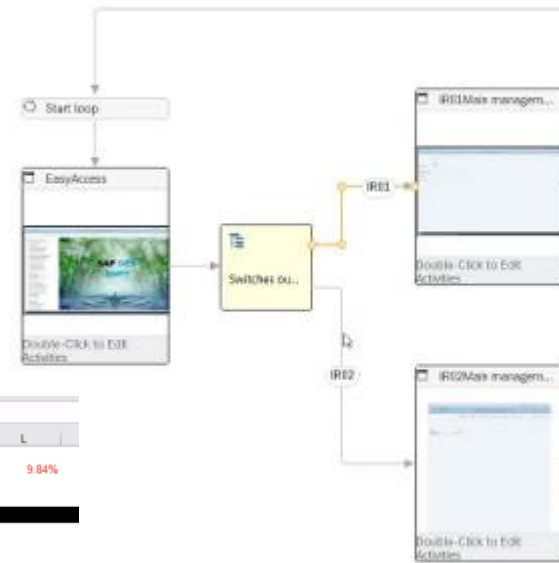 Start loop
EasyAccess
Double-Click to Edit
Activities
Switches ou...
IR01
IR02
IR01Main managem...
Double-Click to Edit
Activities
IR02Main managem...
Double-Click to Edit
Activities
L
9.84%